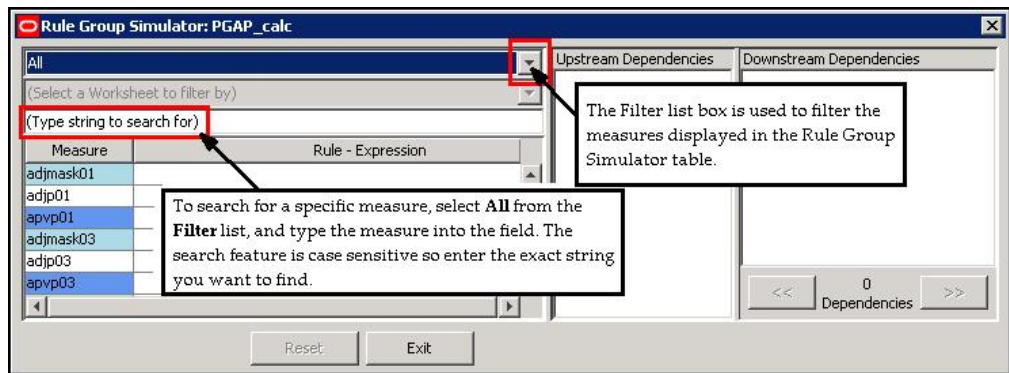 Rule Group Simulator: PGAP_calc
All
(Select a Worksheet to filter by)
(Type string to search for)
Measure Rule - Expression
adjmask01
adjp01
apvp01
adjmask03
adjp03
apvp03
To search for a specific measure, select All from the
Filter list, and type the measure into the field. The
search feature is case sensitive so enter the exact string
you want to find.
Upstream Dependencies Downstream Dependencies
The Filter list box is used to filter the
measures displayed in the Rule Group
Simulator table.
<< 0 >>
Dependencies
Reset Exit